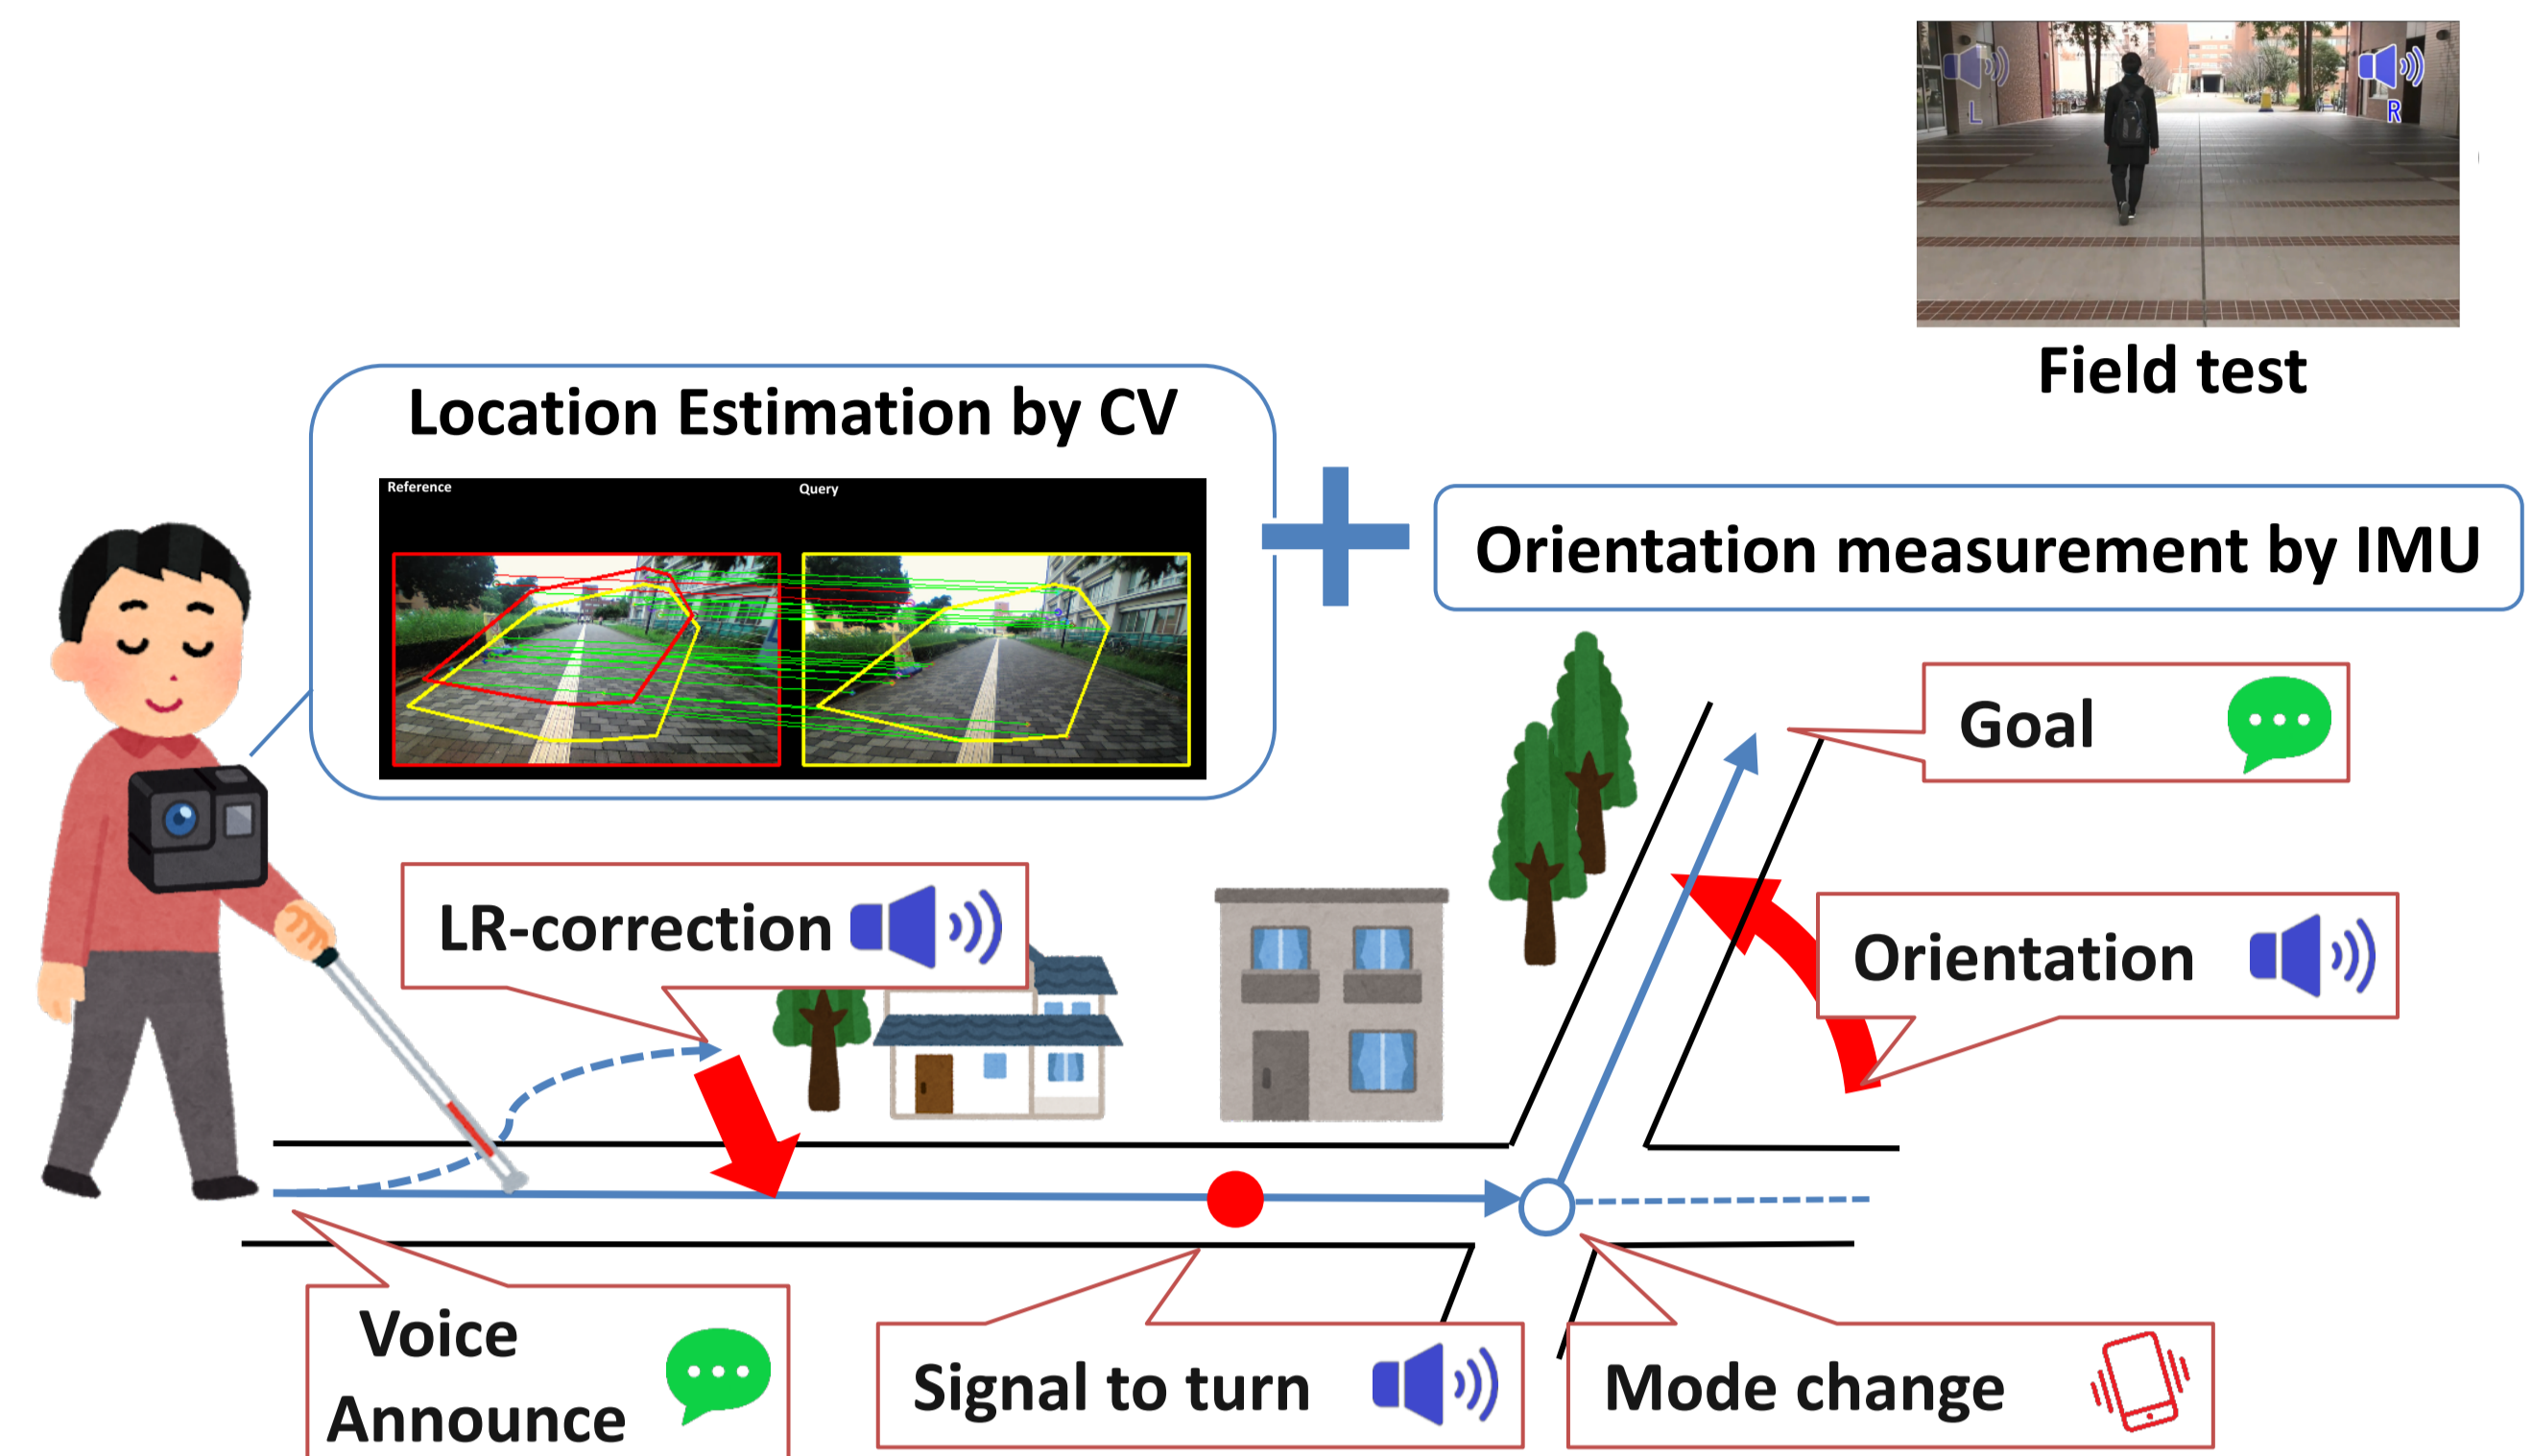 L
R
Field test
Location Estimation by CV
Reference
Query
Orientation measurement by IMU
Goal
LR-correction
Orientation
Voice
Announce
Signal to turn
Mode change